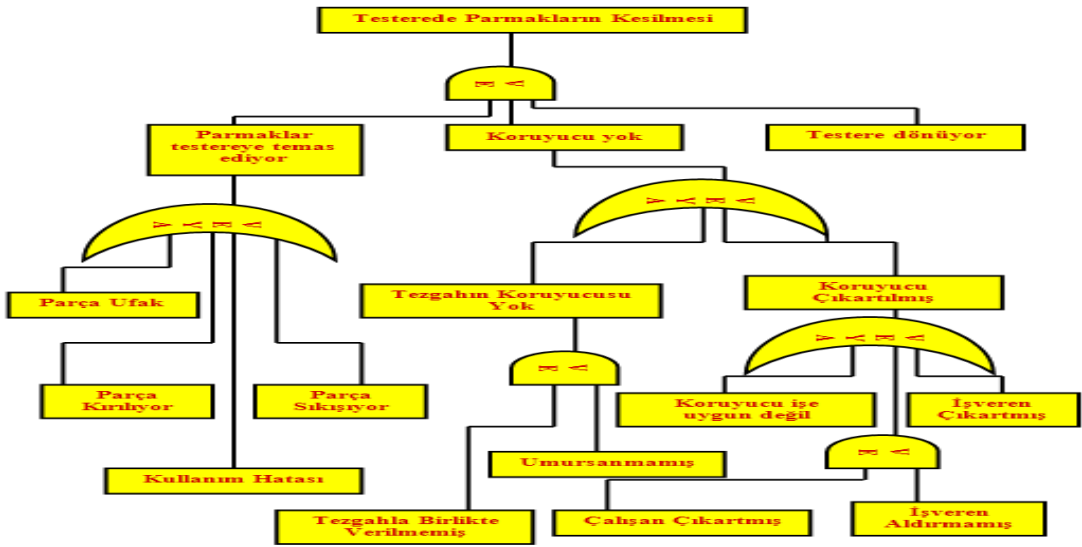 Testerede Parmakların Kesilmesi
VE
Parmaklar
testereye temas
ediyor
Koruyucu yok
Testere dönüyor
VEYA
VEYA
Parça Ufak
Tezgahın Koruyucusu
Yok
Koruyucu
Çıkartılmış
VEYA
VE
Parça
Kırılıyor
Parça
Sıkışıyor
Koruyucu işe
uygun değil
İşveren
Çıkartmış
VE
Umursanmamış
Kullanım Hatası
Tezgahla Birlikte
Verilmemiş
Çalışan Çıkartmış
İşveren
Aldırmamış